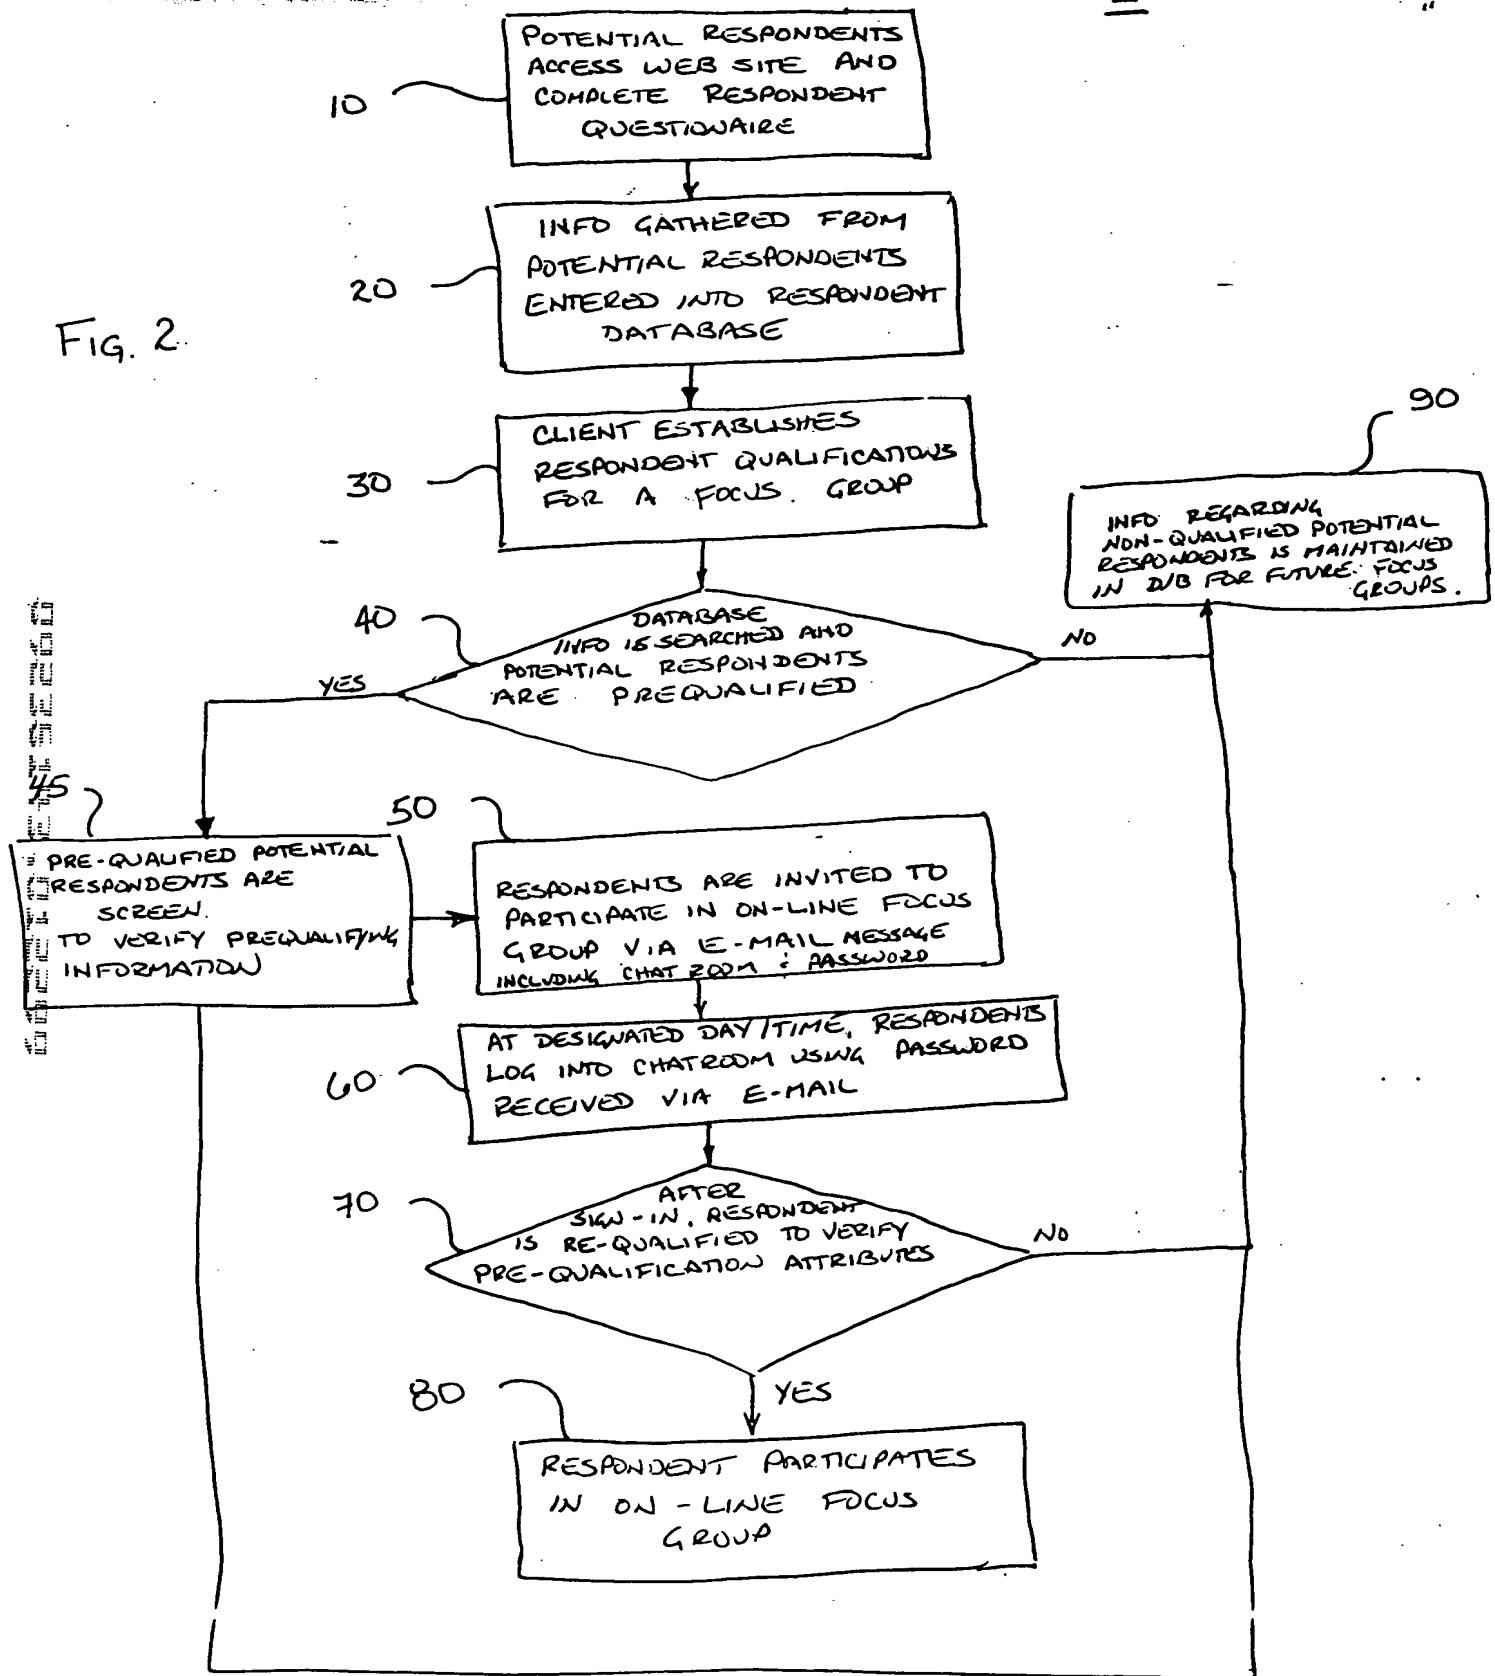 POTENTIAL RESPONDENTS
ACCESS WEB SITE AND
COMPLETE RESPONDENT
QUESTIONAIRE
10
INFO GATHERED FROM
POTENTIAL RESPONDENTS
ENTERED INTO RESPONDENT
DATABASE
20
FIG. 2
CLIENT ESTABLISHES
RESPONDENT QUALIFICATIONS
FOR A FOCUS GROUP
30
90
INFO REGARDING
NON-QUALIFIED POTENTIAL
RESPONDENTS IS MAINTAINED
IN D/B FOR FUTURE FOCUS
GROUPS.
40
DATABASE
INFO IS SEARCHED AND
POTENTIAL RESPONDENTS
ARE PREQUALIFIED
NO
YES
45
PRE-QUALIFIED POTENTIAL
RESPONDENTS ARE
SCREEN.
TO VERIFY PREQUALIFYING
INFORMATION
50
RESPONDENTS ARE INVITED TO
PARTICIPATE IN ON-LINE FOCUS
GROUP VIA E-MAIL MESSAGE
INCLUDING CHAT ROOM & PASSWORD
60
AT DESIGNATED DAY/TIME, RESPONDENTS
LOG INTO CHATROOM USING PASSWORD
RECEIVED VIA E-MAIL
70
AFTER
SIGN-IN, RESPONDENT
IS RE-QUALIFIED TO VERIFY
PRE-QUALIFICATION ATTRIBUTES
NO
YES
80
RESPONDENT PARTICIPATES
IN ON-LINE FOCUS
GROUP